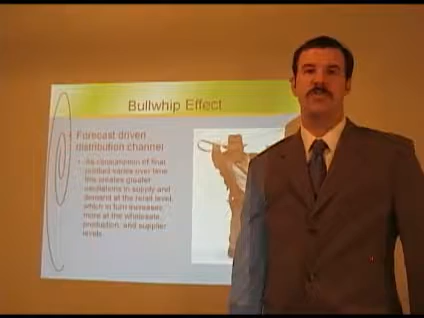 Bullwhip Effect
Forecast driven
distribution channel
As consumption of final
product varies over time
this creates greater
oscillations in supply and
demand at the retail level,
which in turn increases
more at the wholesale,
production, and supplier
levels.